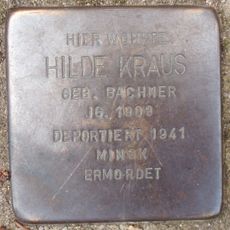 HIER WOHNTE
HILDE KRAUS
GEB. BACHNER
JG. 1909
DEPORTIERT 1941
MINSK
ERMORDET